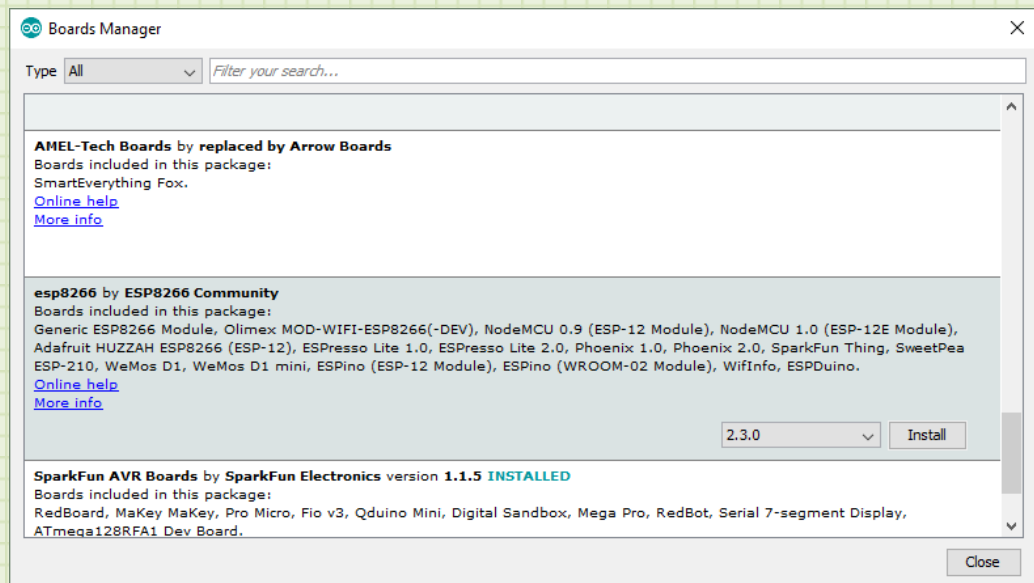 Boards Manager
Type All Filter your search...
AMEL-Tech Boards by replaced by Arrow Boards
Boards included in this package:
SmartEverything Fox.
Online help
More info
esp8266 by ESP8266 Community
Boards included in this package:
Generic ESP8266 Module, Olimex MOD-WIFI-ESP8266(-DEV), NodeMCU 0.9 (ESP-12 Module), NodeMCU 1.0 (ESP-12E Module),
Adafruit HUZZAH ESP8266 (ESP-12), ESPresso Lite 1.0, ESPresso Lite 2.0, Phoenix 1.0, Phoenix 2.0, SparkFun Thing, SweetPea
ESP-210, WeMos D1, WeMos D1 mini, ESPino (ESP-12 Module), ESPino (WROOM-02 Module), WifInfo, ESPDuino.
Online help
More info
2.3.0 Install
SparkFun AVR Boards by SparkFun Electronics version 1.1.5 INSTALLED
Boards included in this package:
RedBoard, MaKey MaKey, Pro Micro, Fio v3, Qduino Mini, Digital Sandbox, Mega Pro, RedBot, Serial 7-segment Display,
ATmega128RFA1 Dev Board.
Close